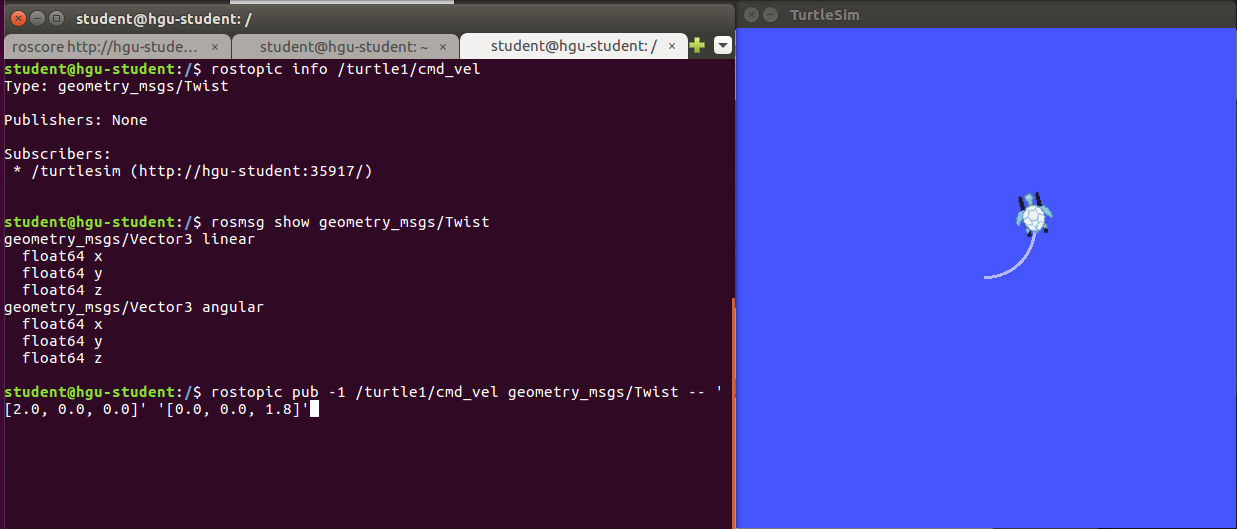 student@hgu-student: /
TurtleSim
roscore http://hgu-stude... ×
student@hgu-student: ~ ×
student@hgu-student: / ×
student@hgu-student:/$ rostopic info /turtle1/cmd_vel
Type: geometry_msgs/Twist
Publishers: None
Subscribers:
 * /turtlesim (http://hgu-student:35917/)
student@hgu-student:/$ rosmsg show geometry_msgs/Twist
geometry_msgs/Vector3 linear
  float64 x
  float64 y
  float64 z
geometry_msgs/Vector3 angular
  float64 x
  float64 y
  float64 z
student@hgu-student:/$ rostopic pub -1 /turtle1/cmd_vel geometry_msgs/Twist -- '
[2.0, 0.0, 0.0]' '[0.0, 0.0, 1.8]'